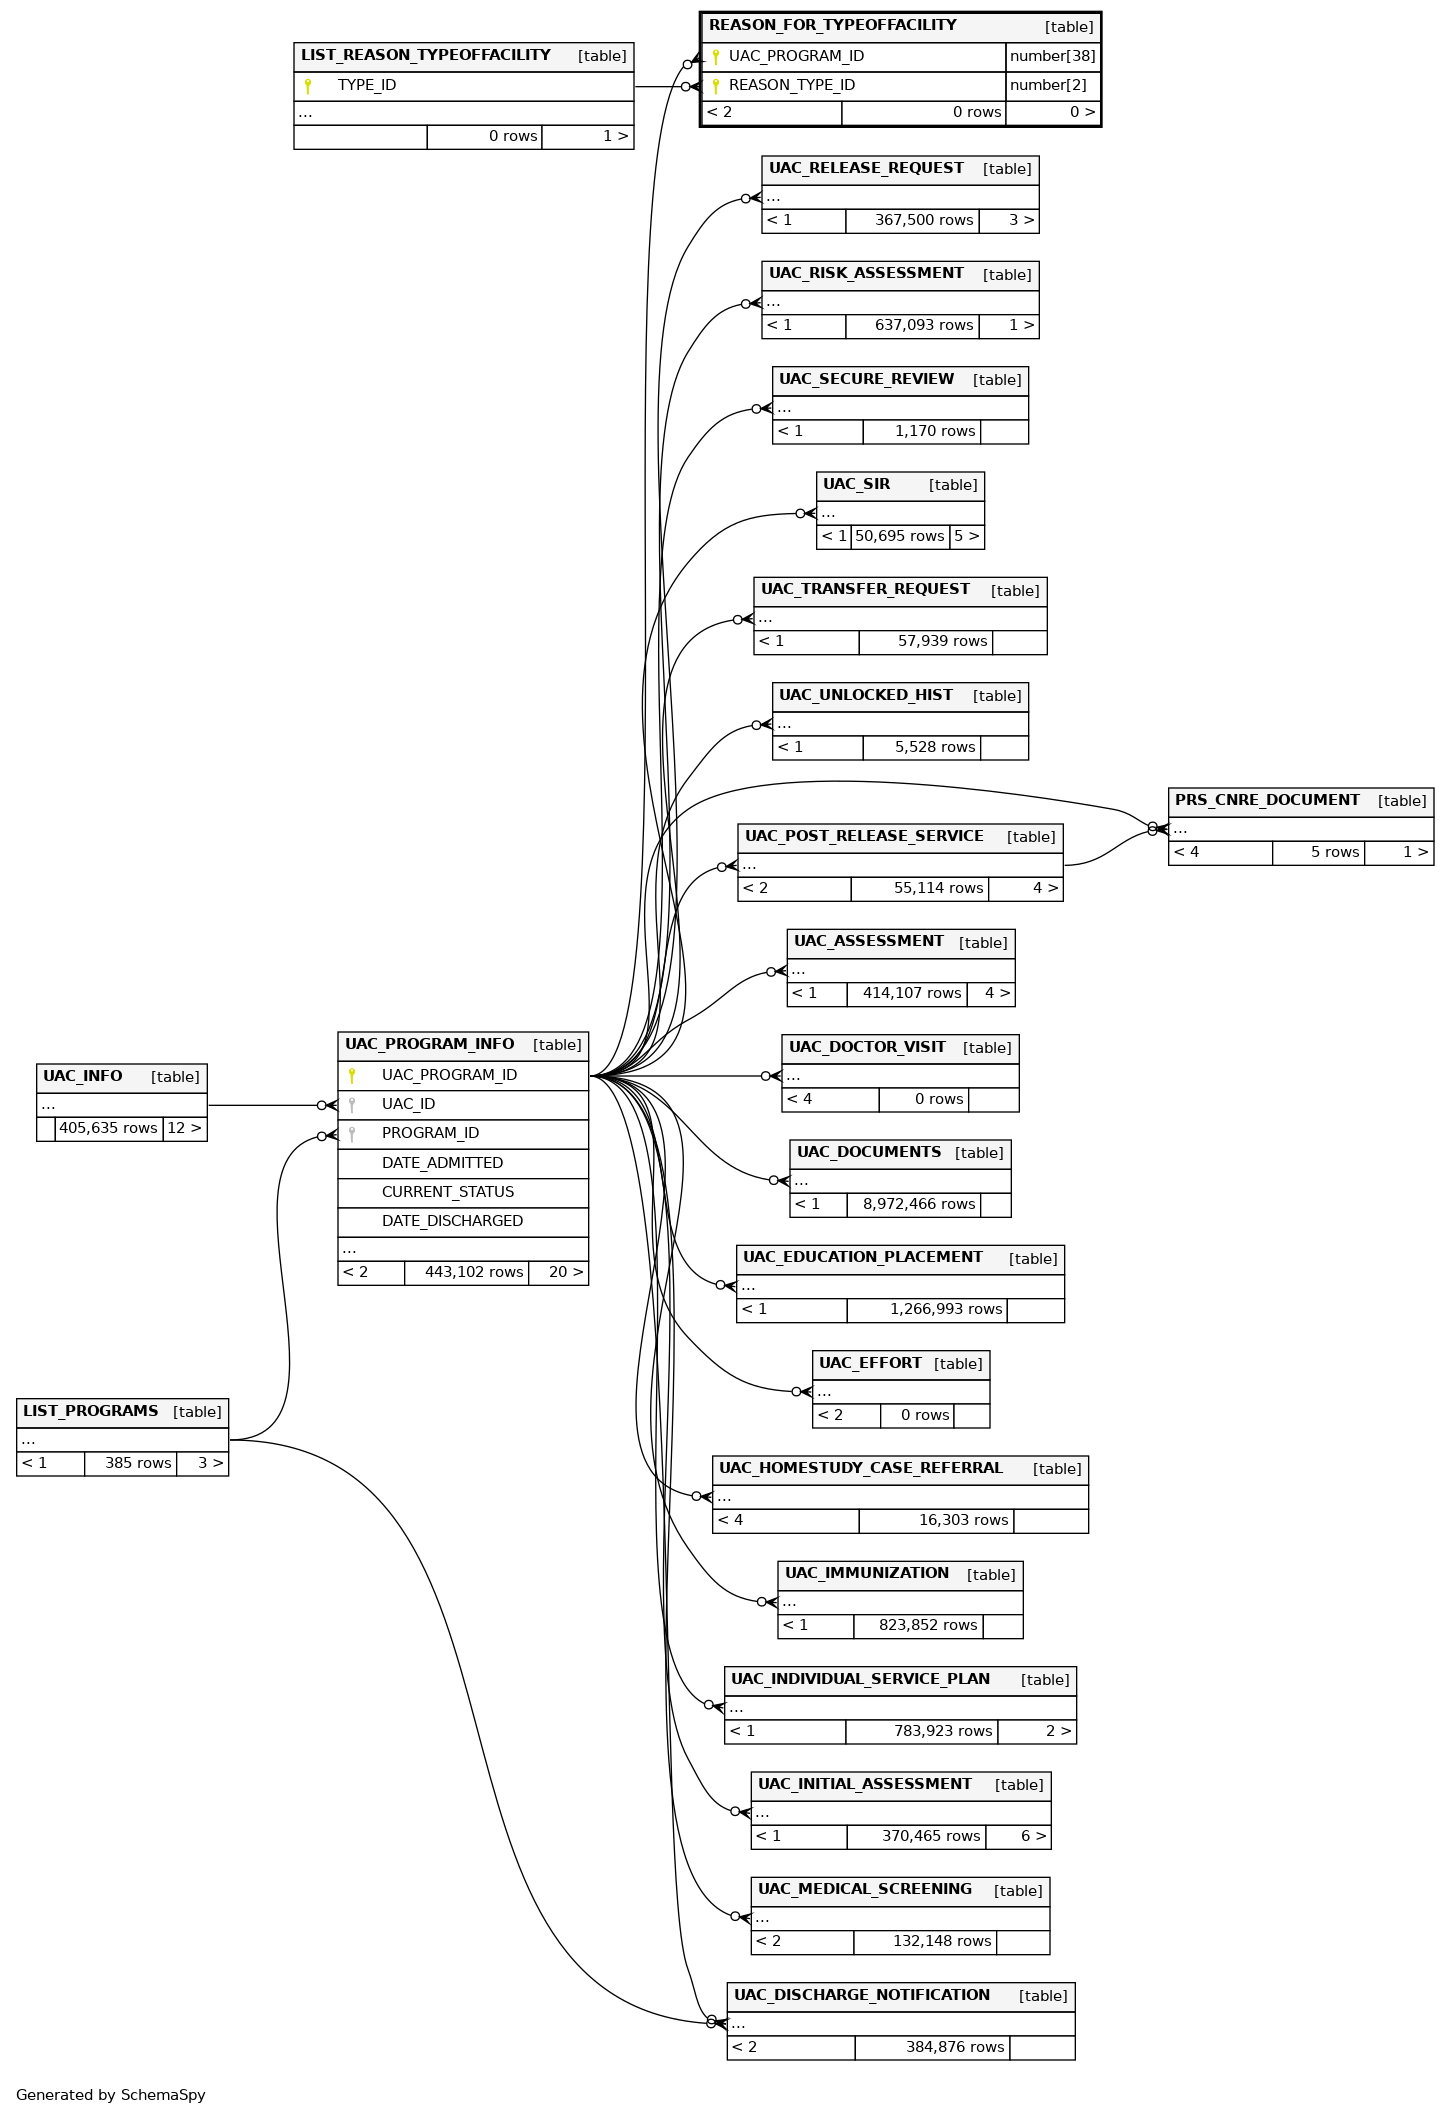 REASON_FOR_TYPEOFFACILITY [table]
UAC_PROGRAM_ID number[38]
REASON_TYPE_ID number[2]
< 2 0 rows 0 >
LIST_REASON_TYPEOFFACILITY [table]
TYPE_ID
...
0 rows 1 >
UAC_RELEASE_REQUEST [table]
...
< 1 367,500 rows 3 >
UAC_RISK_ASSESSMENT [table]
...
< 1 637,093 rows 1 >
UAC_SECURE_REVIEW [table]
...
< 1 1,170 rows
UAC_SIR [table]
...
< 1 50,695 rows 5 >
UAC_TRANSFER_REQUEST [table]
...
< 1 57,939 rows
UAC_UNLOCKED_HIST [table]
...
< 1 5,528 rows
PRS_CNRE_DOCUMENT [table]
...
< 4 5 rows 1 >
UAC_POST_RELEASE_SERVICE [table]
...
< 2 55,114 rows 4 >
UAC_ASSESSMENT [table]
...
< 1 414,107 rows 4 >
UAC_PROGRAM_INFO [table]
UAC_PROGRAM_ID
UAC_ID
PROGRAM_ID
DATE_ADMITTED
CURRENT_STATUS
DATE_DISCHARGED
...
< 2 443,102 rows 20 >
UAC_INFO [table]
...
405,635 rows 12 >
UAC_DOCTOR_VISIT [table]
...
< 4 0 rows
UAC_DOCUMENTS [table]
...
< 1 8,972,466 rows
UAC_EDUCATION_PLACEMENT [table]
...
< 1 1,266,993 rows
UAC_EFFORT [table]
...
< 2 0 rows
LIST_PROGRAMS [table]
...
< 1 385 rows 3 >
UAC_HOMESTUDY_CASE_REFERRAL [table]
...
< 4 16,303 rows
UAC_IMMUNIZATION [table]
...
< 1 823,852 rows
UAC_INDIVIDUAL_SERVICE_PLAN [table]
...
< 1 783,923 rows 2 >
UAC_INITIAL_ASSESSMENT [table]
...
< 1 370,465 rows 6 >
UAC_MEDICAL_SCREENING [table]
...
< 2 132,148 rows
UAC_DISCHARGE_NOTIFICATION [table]
...
< 2 384,876 rows
Generated by SchemaSpy